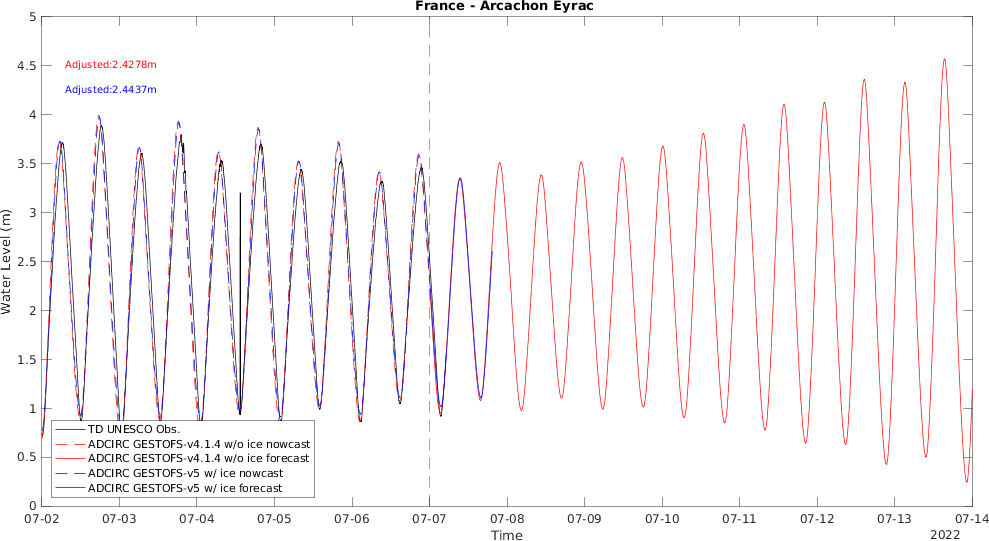 France - Arcachon Eyrac
5
4.5
4
3.5
3
2.5
2
1.5
1
0.5
0
Water Level (m)
Adjusted:2.4278m
Adjusted:2.4437m
TD UNESCO Obs.
ADCIRC GESTOFS-v4.1.4 w/o ice nowcast
ADCIRC GESTOFS-v4.1.4 w/o ice forecast
ADCIRC GESTOFS-v5 w/ ice nowcast
ADCIRC GESTOFS-v5 w/ ice forecast
07-02 07-03 07-04 07-05 07-06 07-07 07-08 07-09 07-10 07-11 07-12 07-13 07-14
Time
2022